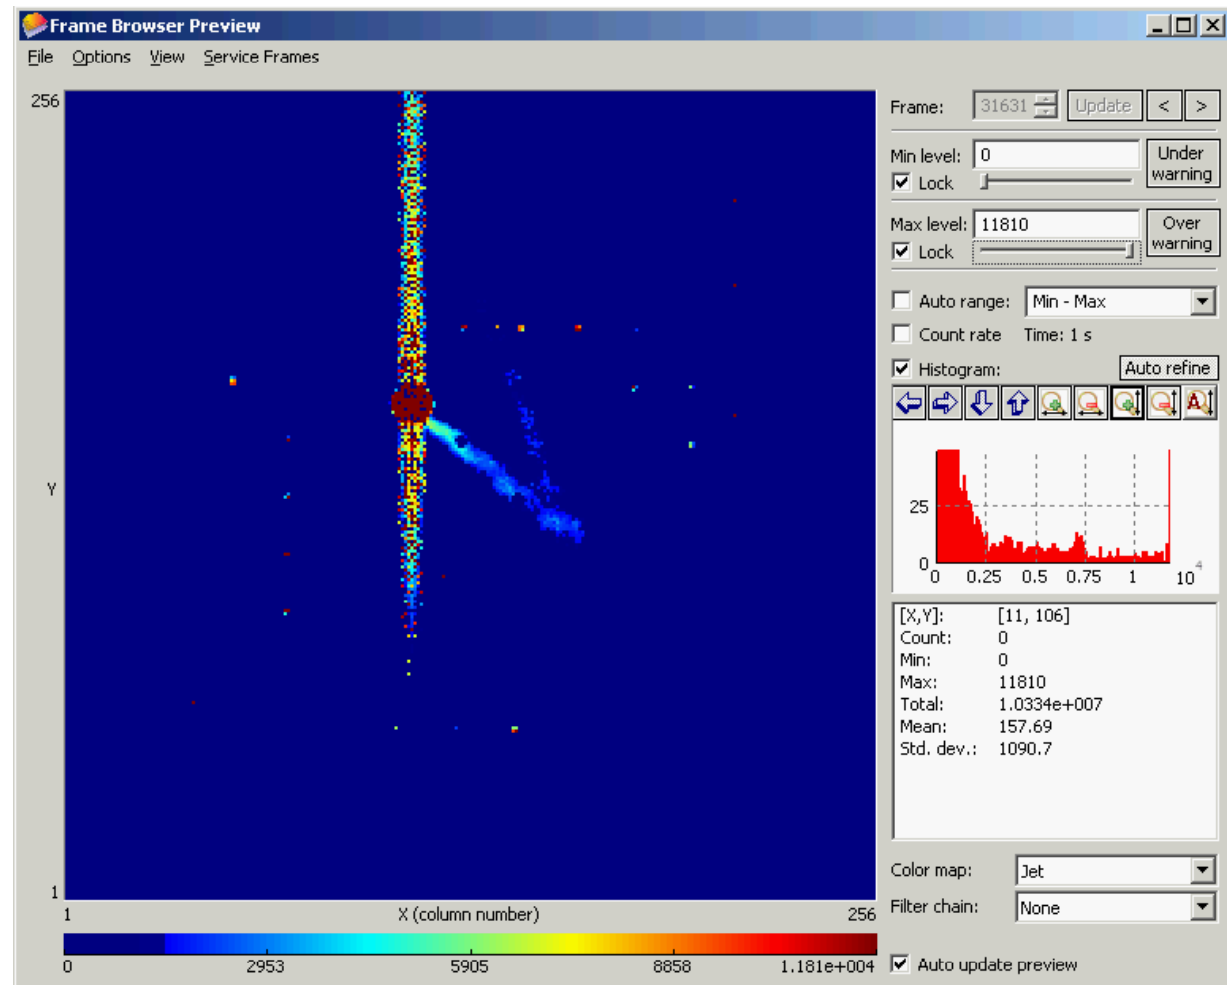 Frame Browser Preview
File Options View Service Frames
256
Y
1
1 X (column number) 256
0 2953 5905 8858 1.181e+004
Frame: 31631 Update < >
Min level: 0 Under warning
Lock
Max level: 11810 Over warning
Lock
Auto range: Min - Max
Count rate Time: 1 s
Histogram: Auto refine
A
25
0
0 0.25 0.5 0.75 1 10^4
[X,Y]: [11, 106]
Count: 0
Min: 0
Max: 11810
Total: 1.0334e+007
Mean: 157.69
Std. dev.: 1090.7
Color map: Jet
Filter chain: None
Auto update preview